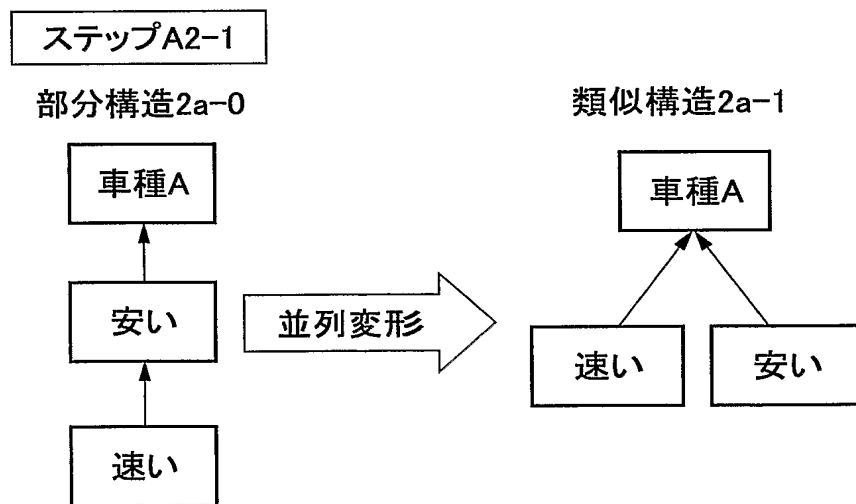 ステップA2-1
部分構造2a-0
類似構造2a-1
車種A
安い
速い
並列変形
車種A
速い
安い